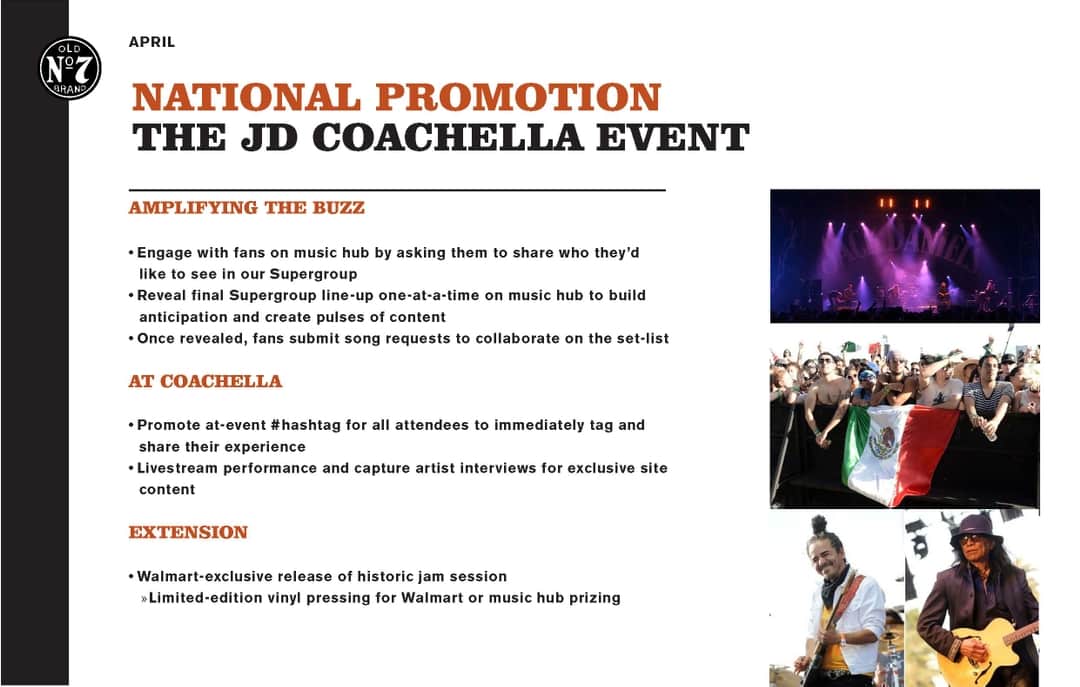 OLD
Nº7
BRAND
APRIL
NATIONAL PROMOTION
THE JD COACHELLA EVENT
AMPLIFYING THE BUZZ
• Engage with fans on music hub by asking them to share who they’d
like to see in our Supergroup
• Reveal final Supergroup line-up one-at-a-time on music hub to build
anticipation and create pulses of content
• Once revealed, fans submit song requests to collaborate on the set-list
AT COACHELLA
• Promote at-event #hashtag for all attendees to immediately tag and
share their experience
• Livestream performance and capture artist interviews for exclusive site
content
EXTENSION
• Walmart-exclusive release of historic jam session
»Limited-edition vinyl pressing for Walmart or music hub prizing